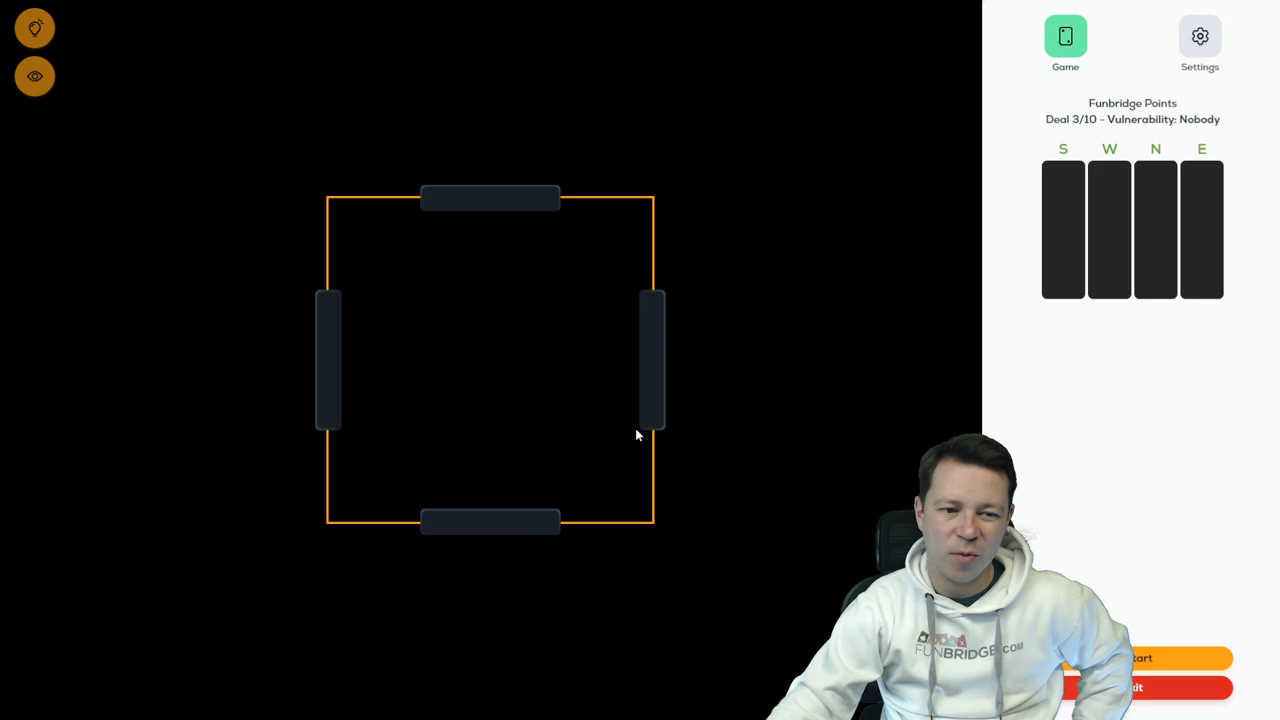 Game
Settings
Funbridge Points
Deal 3/10 - Vulnerability: Nobody
S W N E
FUNBRIDGE.COM